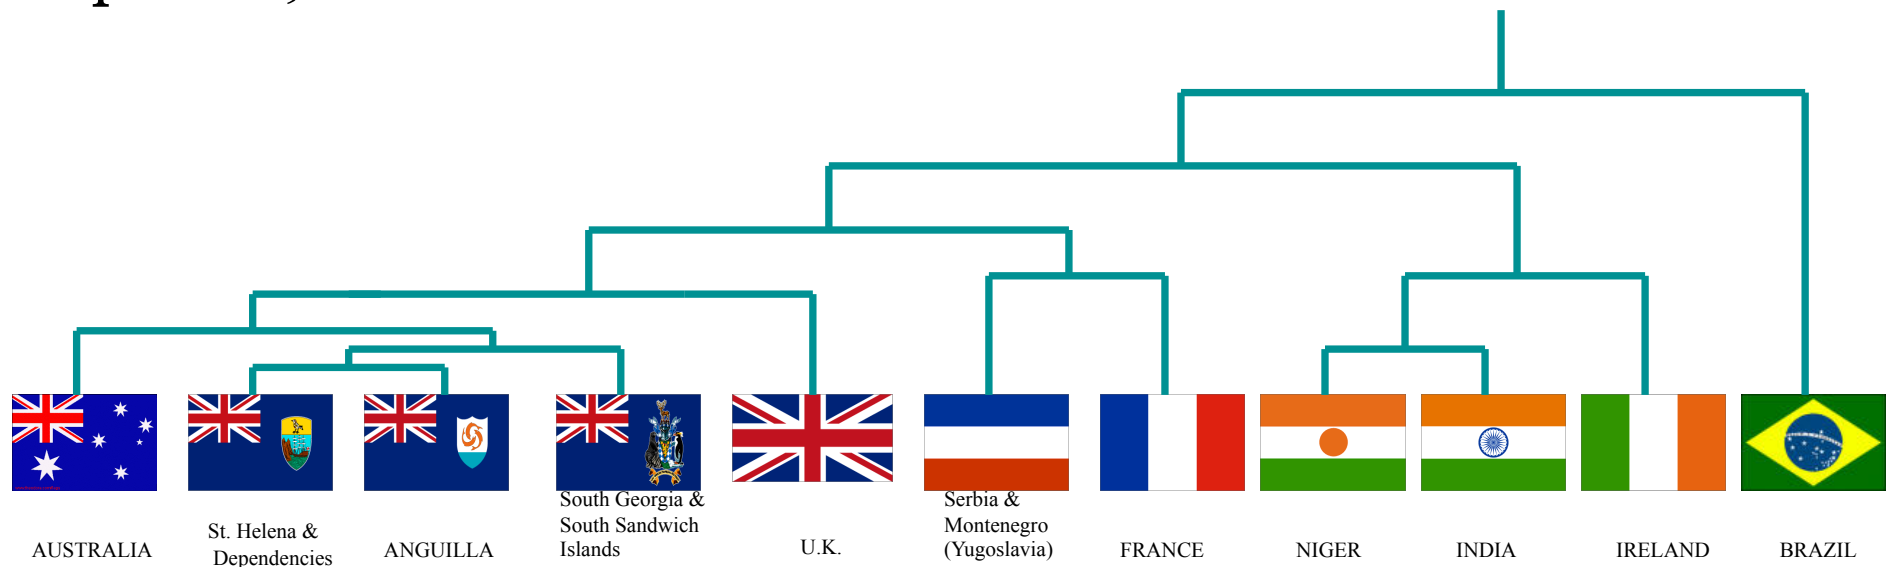 AUSTRALIA
St. Helena &
Dependencies
ANGUILLA
South Georgia &
South Sandwich
Islands
U.K.
Serbia &
Montenegro
(Yugoslavia)
FRANCE
NIGER
INDIA
IRELAND
BRAZIL